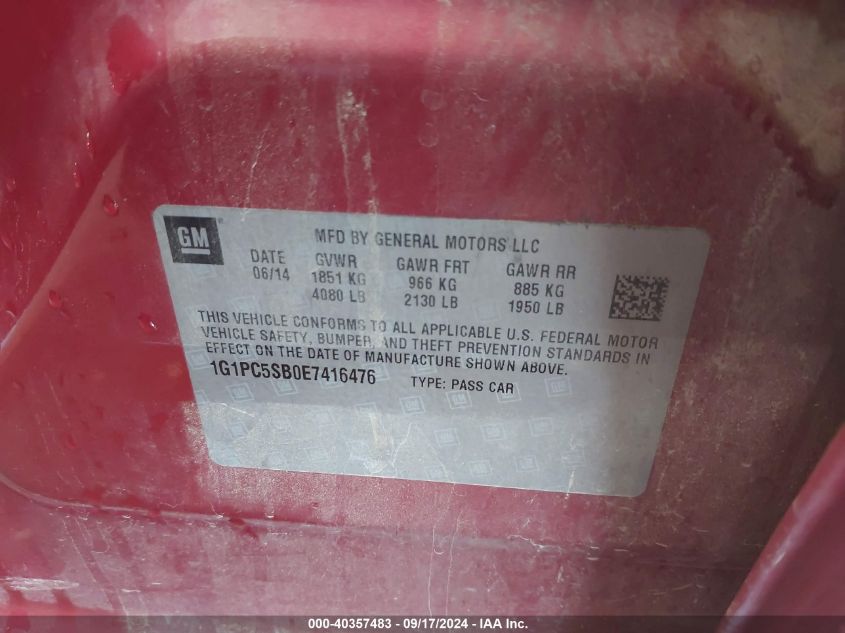 GM ®
MFD BY GENERAL MOTORS LLC
DATE GVWR GAWR FRT GAWR RR
06/14 1851 KG 966 KG 885 KG
4080 LB 2130 LB 1950 LB
THIS VEHICLE CONFORMS TO ALL APPLICABLE U.S. FEDERAL MOTOR
VEHICLE SAFETY, BUMPER, AND THEFT PREVENTION STANDARDS IN
EFFECT ON THE DATE OF MANUFACTURE SHOWN ABOVE.
1G1PC5SB0E7416476 TYPE: PASS CAR
000-40357483 - 09/17/2024 - IAA Inc.